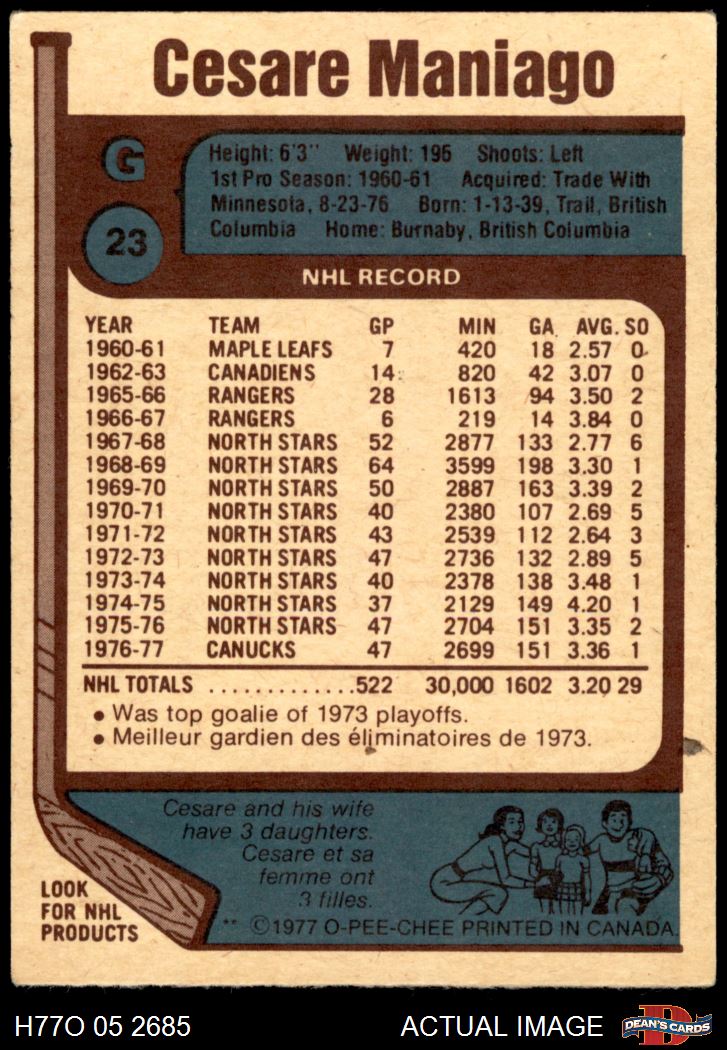 Cesare Maniago
G
23
Height: 6'3" Weight: 195 Shoots: Left
1st Pro Season: 1960-61 Acquired: Trade With
Minnesota, 8-23-76 Born: 1-13-39, Trail, British
Columbia Home: Burnaby, British Columbia
NHL RECORD
YEAR TEAM GP MIN GA AVG. SO
1960-61 MAPLE LEAFS 7 420 18 2.57 0
1962-63 CANADIENS 14 820 42 3.07 0
1965-66 RANGERS 28 1613 94 3.50 2
1966-67 RANGERS 6 219 14 3.84 0
1967-68 NORTH STARS 52 2877 133 2.77 6
1968-69 NORTH STARS 64 3599 198 3.30 1
1969-70 NORTH STARS 50 2887 163 3.39 2
1970-71 NORTH STARS 40 2380 107 2.69 5
1971-72 NORTH STARS 43 2539 112 2.64 3
1972-73 NORTH STARS 47 2736 132 2.89 5
1973-74 NORTH STARS 40 2378 138 3.48 1
1974-75 NORTH STARS 37 2129 149 4.20 1
1975-76 NORTH STARS 47 2704 151 3.35 2
1976-77 CANUCKS 47 2699 151 3.36 1
NHL TOTALS . . . . . . . . . . . . .522 30,000 1602 3.20 29
• Was top goalie of 1973 playoffs.
• Meilleur gardien des éliminatoires de 1973.
Cesare and his wife
have 3 daughters.
Cesare et sa
femme ont
3 filles.
LOOK
FOR NHL
PRODUCTS
** ©1977 O-PEE-CHEE PRINTED IN CANADA.
H77O 05 2685 ACTUAL IMAGE
D
DEAN'S CARDS